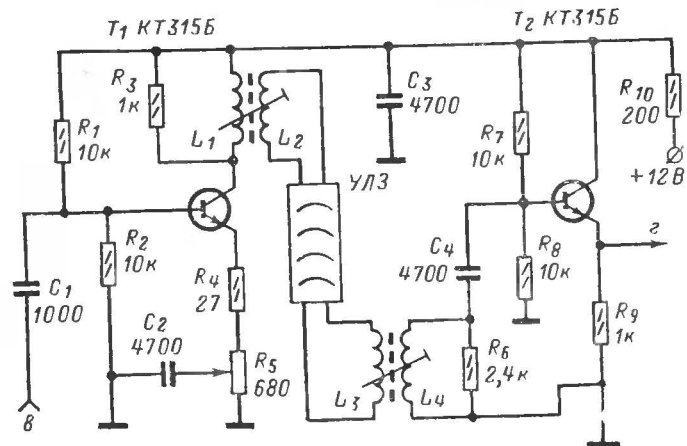 T1 КТ315Б
T2 КТ315Б
R3
1к
C3
4700
R10
200
R1
10к
L1
L2
R7
10к
+12В
УЛЗ
R2
10к
C4
4700
R8
10к
г
C1
1000
R4
27
C2
4700
R5
680
R9
1к
R6
2,4к
L3
L4
В